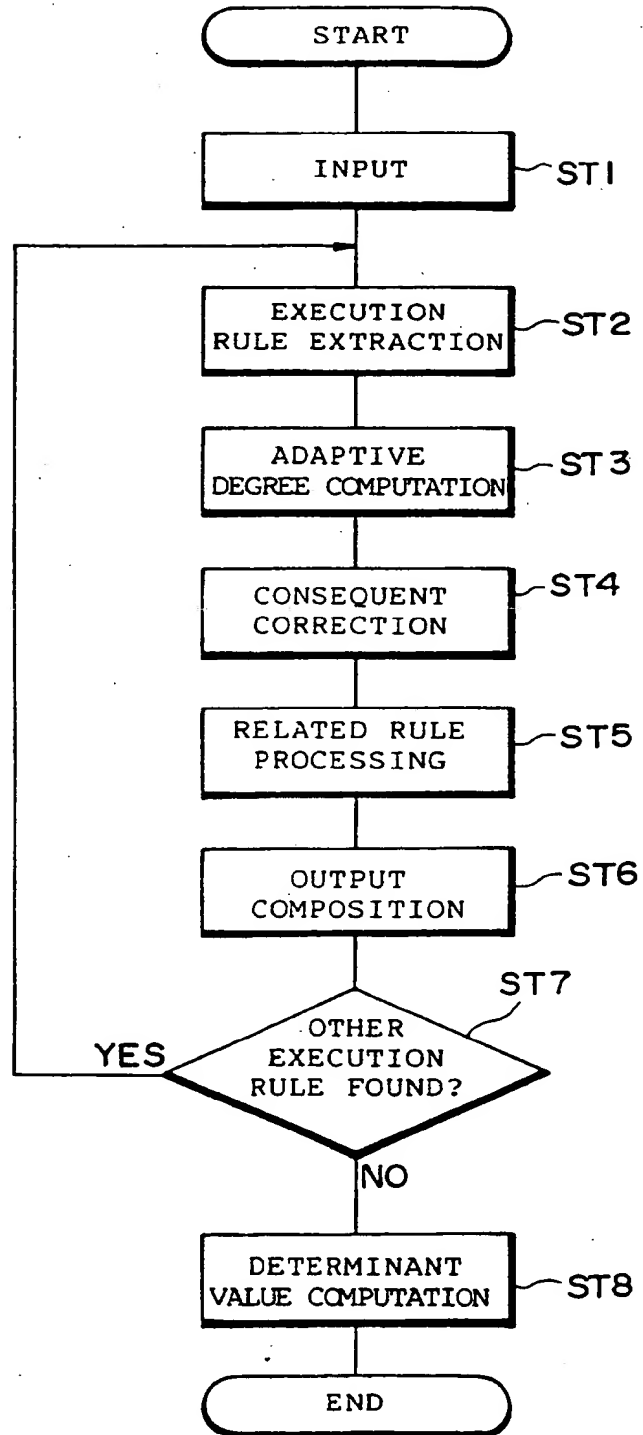 START
INPUT
ST1
EXECUTION
RULE EXTRACTION
ST2
ADAPTIVE
DEGREE COMPUTATION
ST3
CONSEQUENT
CORRECTION
ST4
RELATED RULE
PROCESSING
ST5
OUTPUT
COMPOSITION
ST6
ST7
OTHER
EXECUTION
RULE FOUND?
YES
NO
DETERMINANT
VALUE COMPUTATION
ST8
END